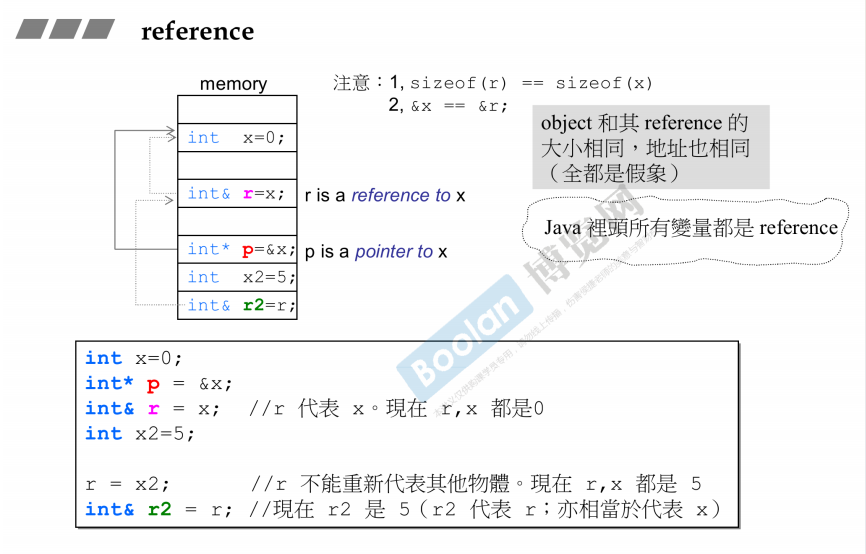 reference
memory
注意：1, sizeof(r) == sizeof(x)
2, &x == &r;
object 和其 reference 的
大小相同，地址也相同
（全都是假象）
int x=0;
int& r=x; r is a reference to x
Java 裡頭所有變量都是 reference
int* p=&x; p is a pointer to x
int x2=5;
int& r2=r;
Boolan 博览网
int x=0;
int* p = &x;
int& r = x; //r 代表 x。現在 r,x 都是0
int x2=5;
r = x2; //r 不能重新代表其他物體。現在 r,x 都是 5
int& r2 = r; //現在 r2 是 5（r2 代表 r；亦相當於代表 x）